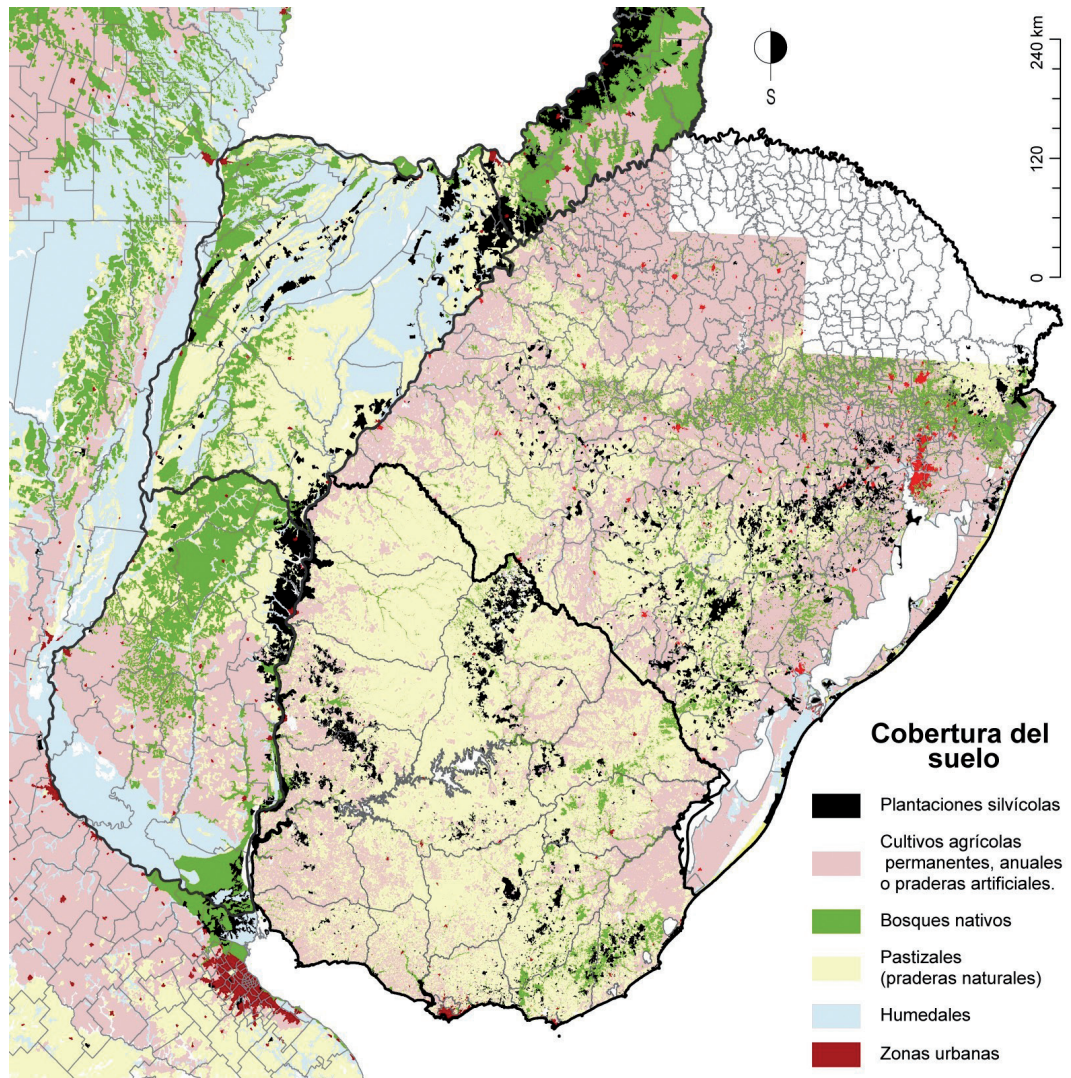 240 km
120
0
S
Cobertura del
suelo
Plantaciones silvícolas
Cultivos agrícolas
permanentes, anuales
o praderas artificiales.
Bosques nativos
Pastizales
(praderas naturales)
Humedales
Zonas urbanas